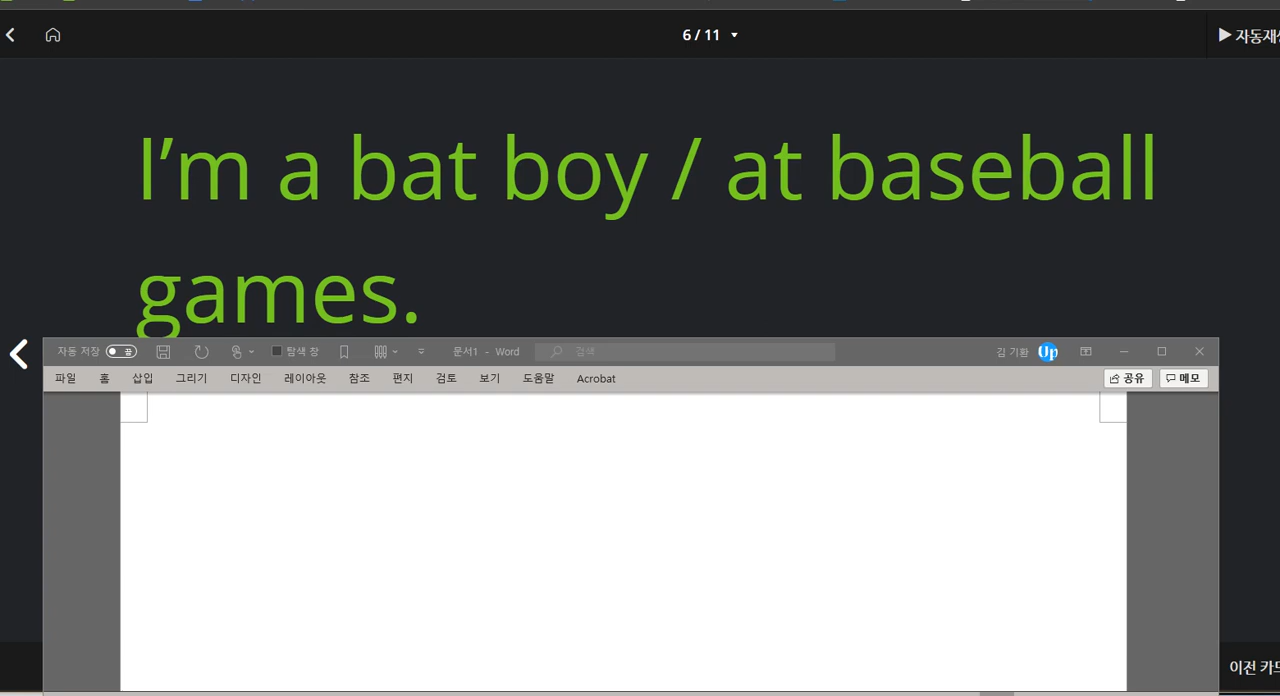 6 / 11
▶ 자동재
I’m a bat boy / at baseball
games.
자동 저장 끔 탐색 창 문서1 - Word 검색 김 기환 Up
파일 홈 삽입 그리기 디자인 레이아웃 참조 편지 검토 보기 도움말 Acrobat 공유 메모
이전 카드